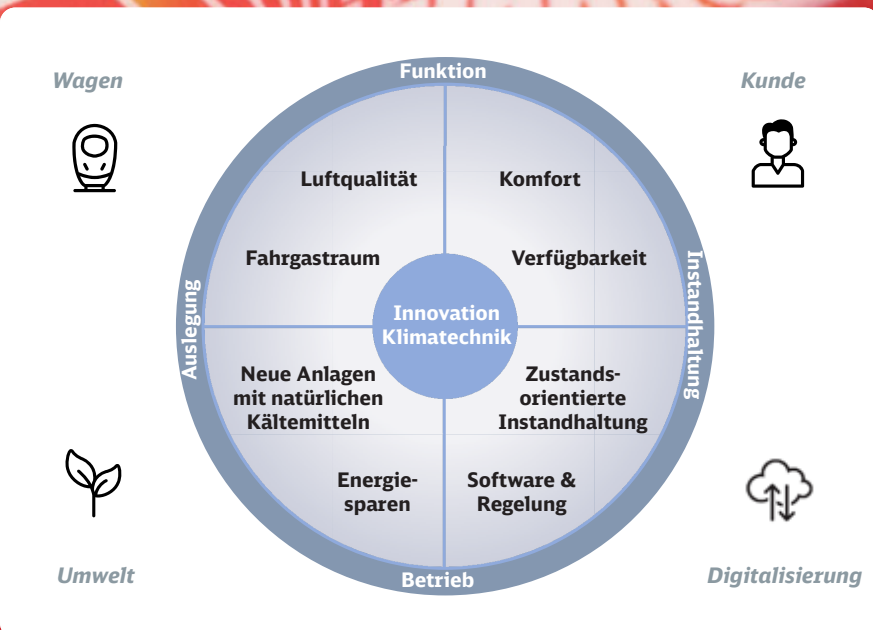 Funktion
Wagen
Kunde
Luftqualität
Komfort
Fahrgastraum
Verfügbarkeit
Auslegung
Innovation
Klimatechnik
Instandhaltung
Neue Anlagen
mit natürlichen
Kältemitteln
Zustands-
orientierte
Instandhaltung
Energie-
sparen
Software &
Regelung
Umwelt
Betrieb
Digitalisierung